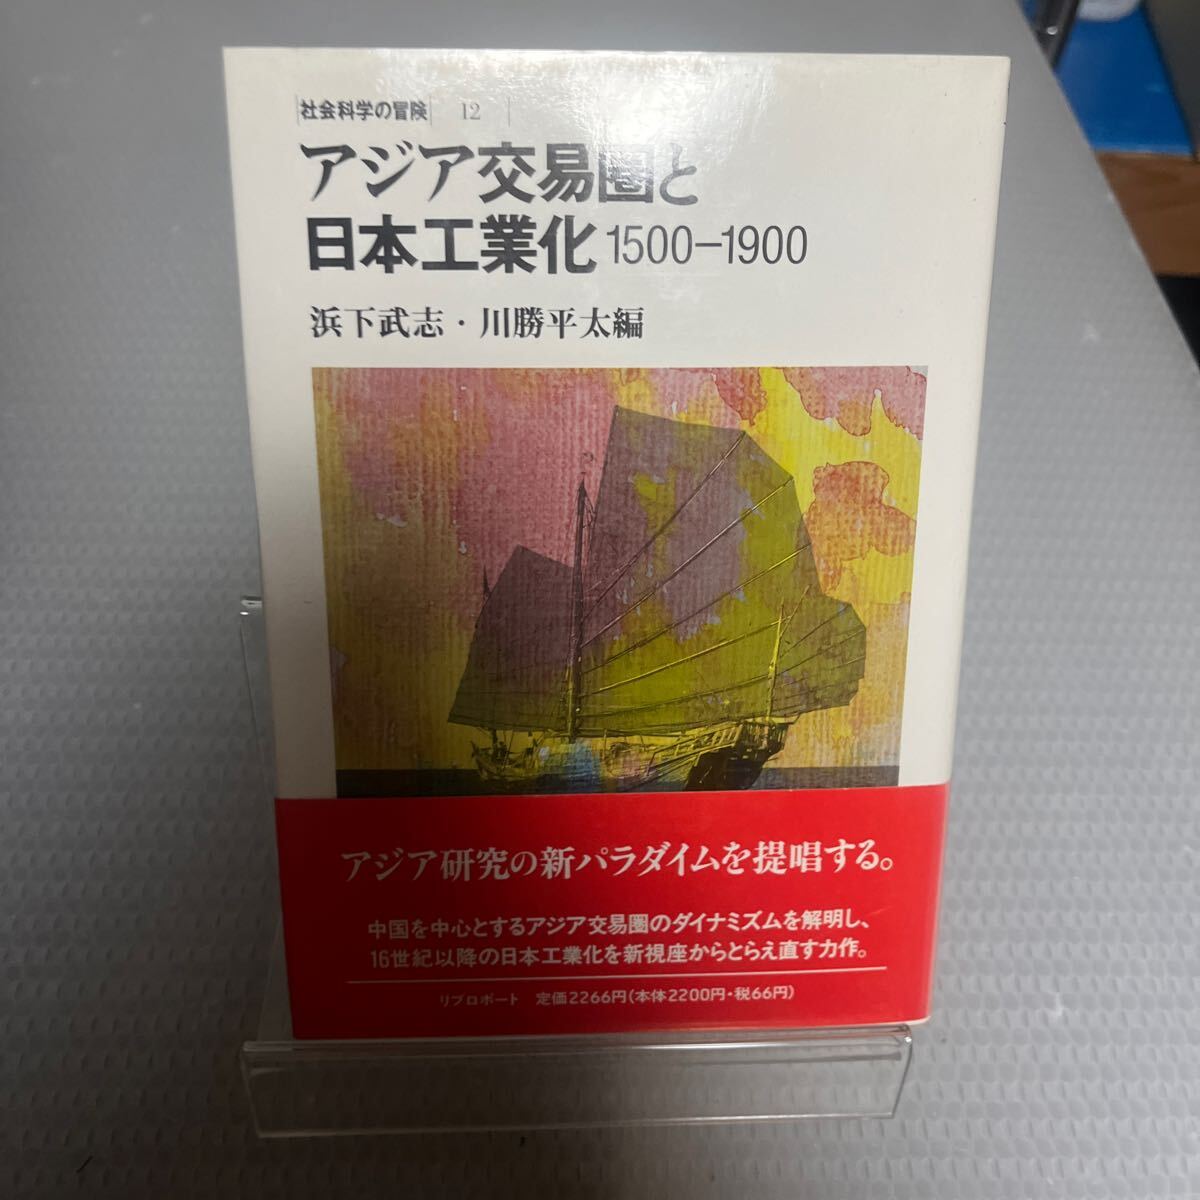 社会科学の冒険 12
アジア交易圏と
日本工業化 1500-1900
浜下武志・川勝平太編
アジア研究の新パラダイムを提唱する。
中国を中心とするアジア交易圏のダイナミズムを解明し、
16世紀以降の日本工業化を新視座からとらえ直す力作。
リブロポート 定価2266円(本体2200円・税66円)